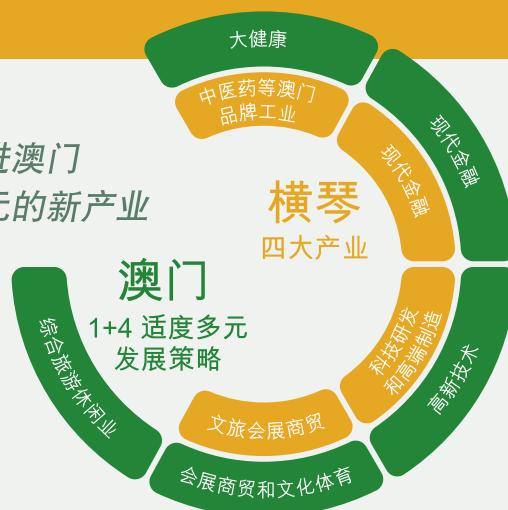 大健康
中医药等澳门
品牌工业
现代金融
现代金融
进澳门
元的新产业
横琴
四大产业
澳门
1+4 适度多元
发展策略
科技研发
和高端制造
高新技术
综合旅游休闲业
文旅会展商贸
会展商贸和文化体育